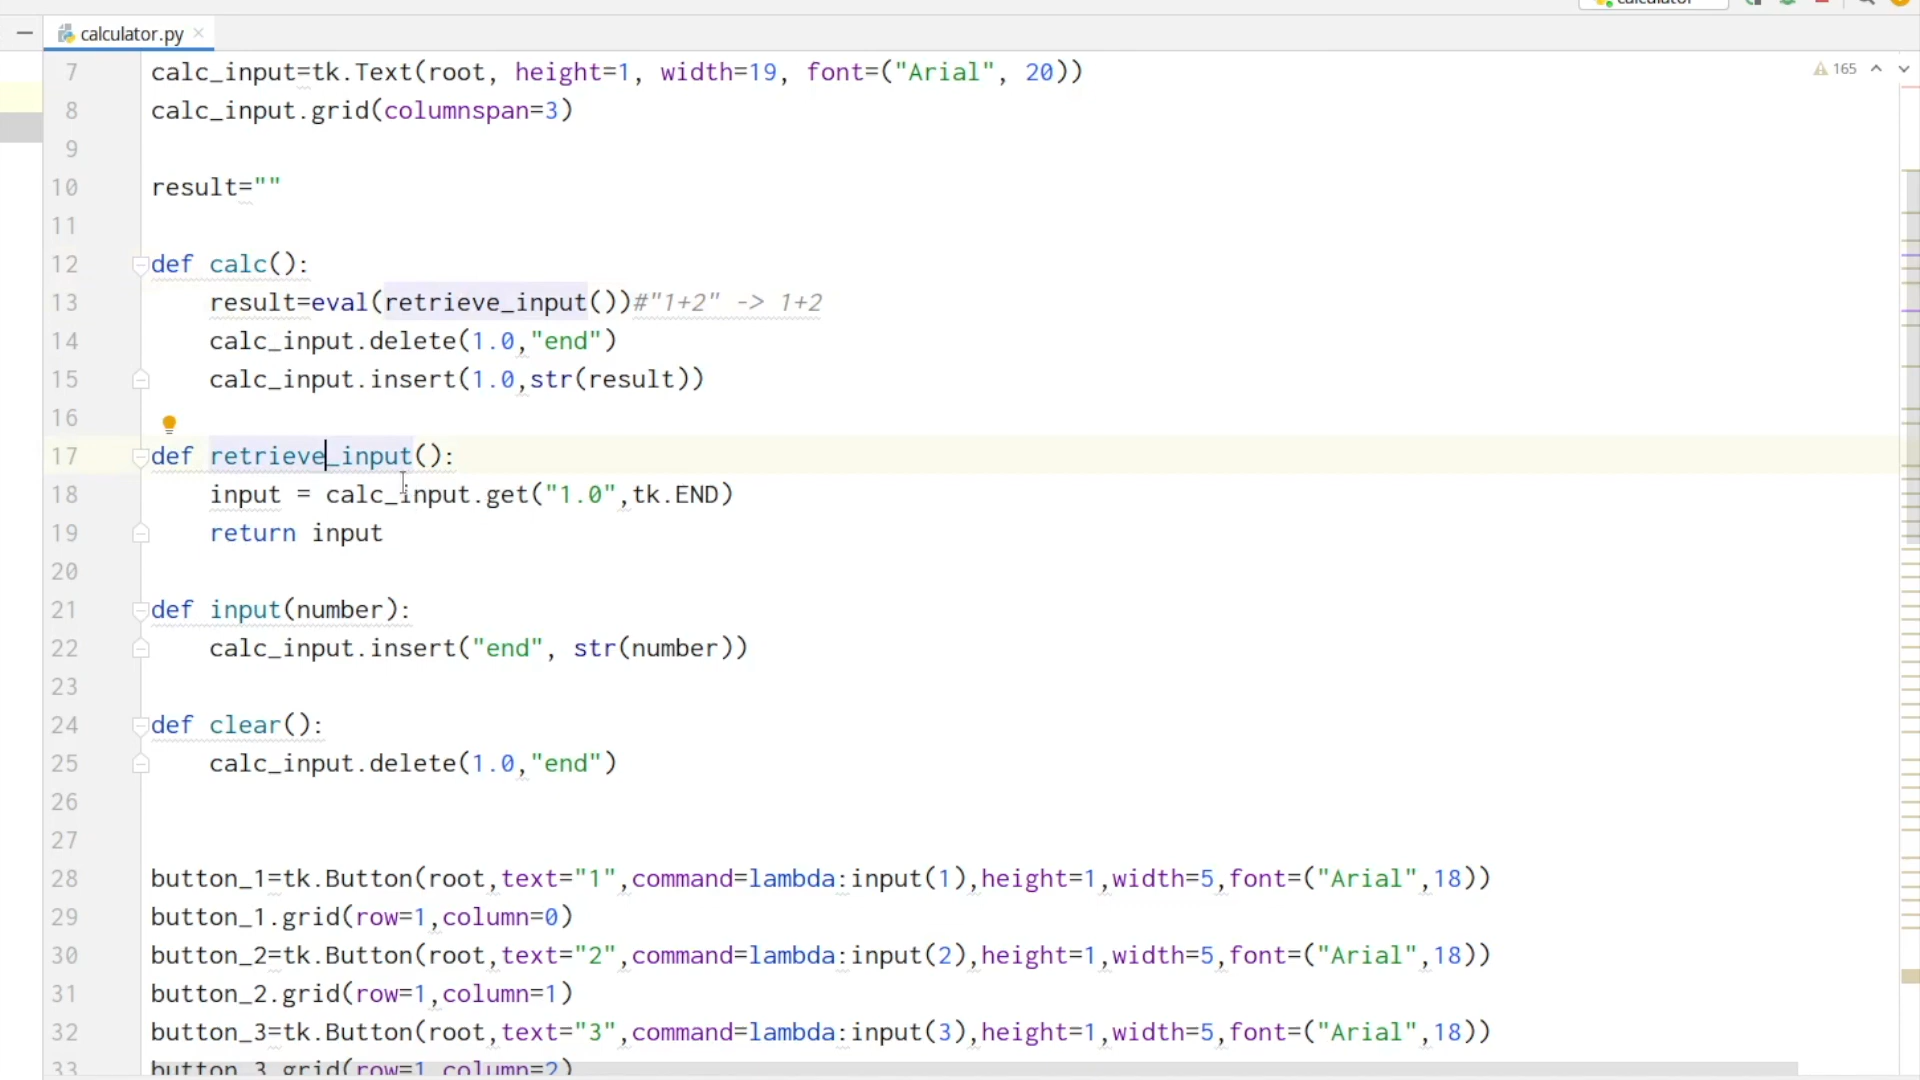 calculator
calculator.py
165
7 calc_input=tk.Text(root, height=1, width=19, font=("Arial", 20))
8 calc_input.grid(columnspan=3)
9
10 result=""
11
12 def calc():
13 result=eval(retrieve_input())#"1+2" -> 1+2
14 calc_input.delete(1.0,"end")
15 calc_input.insert(1.0,str(result))
16
17 def retrieve_input():
18 input = calc_input.get("1.0",tk.END)
19 return input
20
21 def input(number):
22 calc_input.insert("end", str(number))
23
24 def clear():
25 calc_input.delete(1.0,"end")
26
27
28 button_1=tk.Button(root,text="1",command=lambda:input(1),height=1,width=5,font=("Arial",18))
29 button_1.grid(row=1,column=0)
30 button_2=tk.Button(root,text="2",command=lambda:input(2),height=1,width=5,font=("Arial",18))
31 button_2.grid(row=1,column=1)
32 button_3=tk.Button(root,text="3",command=lambda:input(3),height=1,width=5,font=("Arial",18))
33 button_3.grid(row=1,column=2)